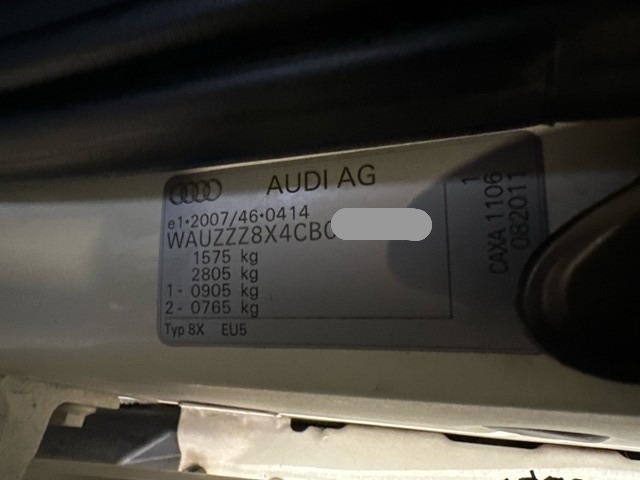 AUDI AG
e1*2007/46*0414
WAUZZZ8X4CB0
1575 kg
2805 kg
1- 0905 kg
2- 0765 kg
Typ 8X EU5
1
CAXA 1106
082011